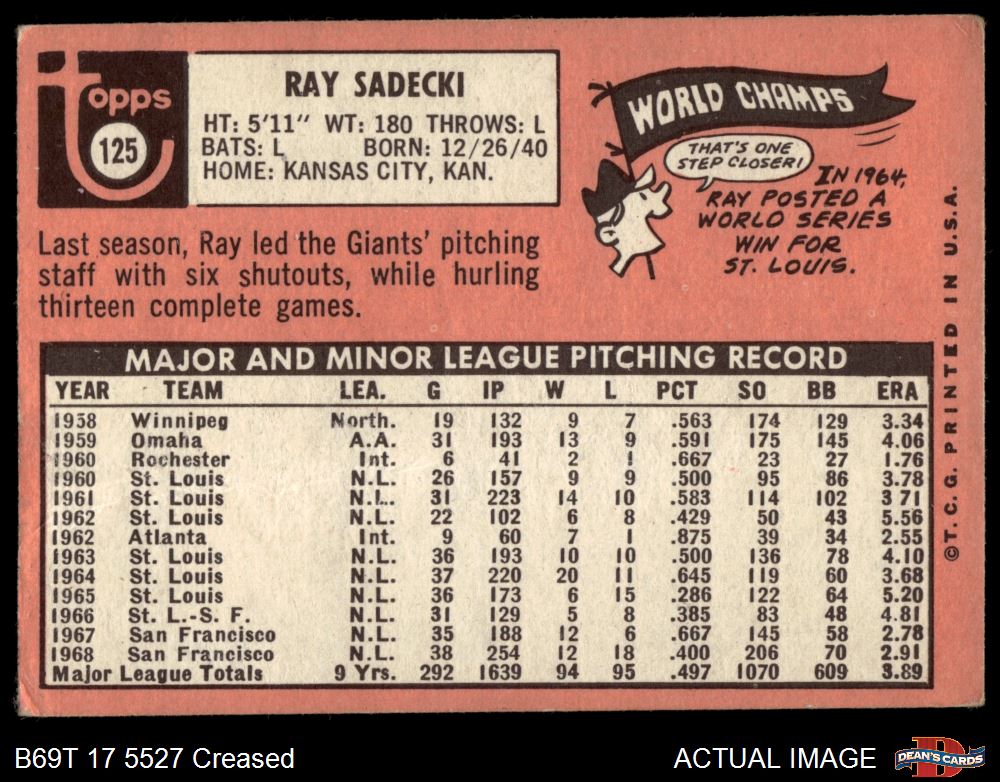 Topps
125
RAY SADECKI
HT: 5'11" WT: 180 THROWS: L
BATS: L BORN: 12/26/40
HOME: KANSAS CITY, KAN.
WORLD CHAMPS
THAT'S ONE
STEP CLOSER!
IN 1964,
RAY POSTED A
WORLD SERIES
WIN FOR
ST. LOUIS.
Last season, Ray led the Giants' pitching
staff with six shutouts, while hurling
thirteen complete games.
MAJOR AND MINOR LEAGUE PITCHING RECORD
YEAR TEAM LEA. G IP W L PCT SO BB ERA
1958 Winnipeg North. 19 132 9 7 .563 174 129 3.34
1959 Omaha A.A. 31 193 13 9 .591 175 145 4.06
1960 Rochester Int. 6 41 2 1 .667 23 27 1.76
1960 St. Louis N.L. 26 157 9 9 .500 95 86 3.78
1961 St. Louis N.L. 31 223 14 10 .583 114 102 3 71
1962 St. Louis N.L. 22 102 6 8 .429 50 43 5.56
1962 Atlanta Int. 9 60 7 1 .875 39 34 2.55
1963 St. Louis N.L. 36 193 10 10 .500 136 78 4.10
1964 St. Louis N.L. 37 220 20 11 .645 119 60 3.68
1965 St. Louis N.L. 36 173 6 15 .286 122 64 5.20
1966 St. L.-S. F. N.L. 31 129 5 8 .385 83 48 4.81
1967 San Francisco N.L. 35 188 12 6 .667 145 58 2.78
1968 San Francisco N.L. 38 254 12 18 .400 206 70 2.91
Major League Totals 9 Yrs. 292 1639 94 95 .497 1070 609 3.89
©T. C. G. PRINTED IN U.S.A.
B69T 17 5527 Creased
ACTUAL IMAGE
D
DEAN'S CARDS